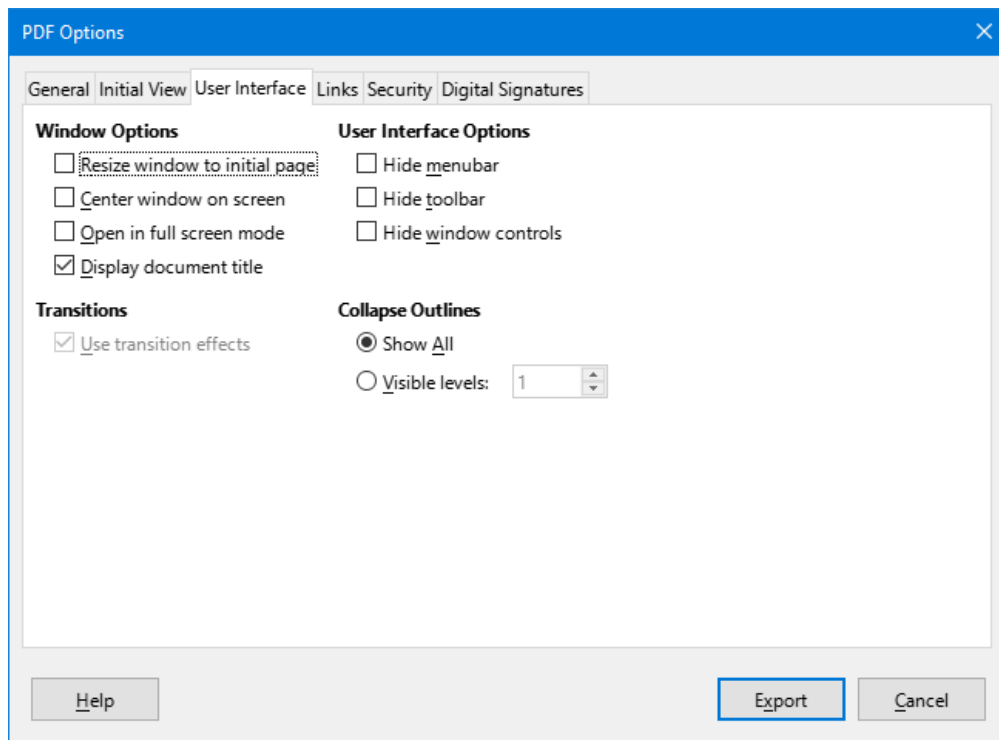 PDF Options
General Initial View User Interface Links Security Digital Signatures
Window Options
Resize window to initial page
Center window on screen
Open in full screen mode
Display document title
User Interface Options
Hide menubar
Hide toolbar
Hide window controls
Transitions
Use transition effects
Collapse Outlines
Show All
Visible levels: 1
Help Export Cancel